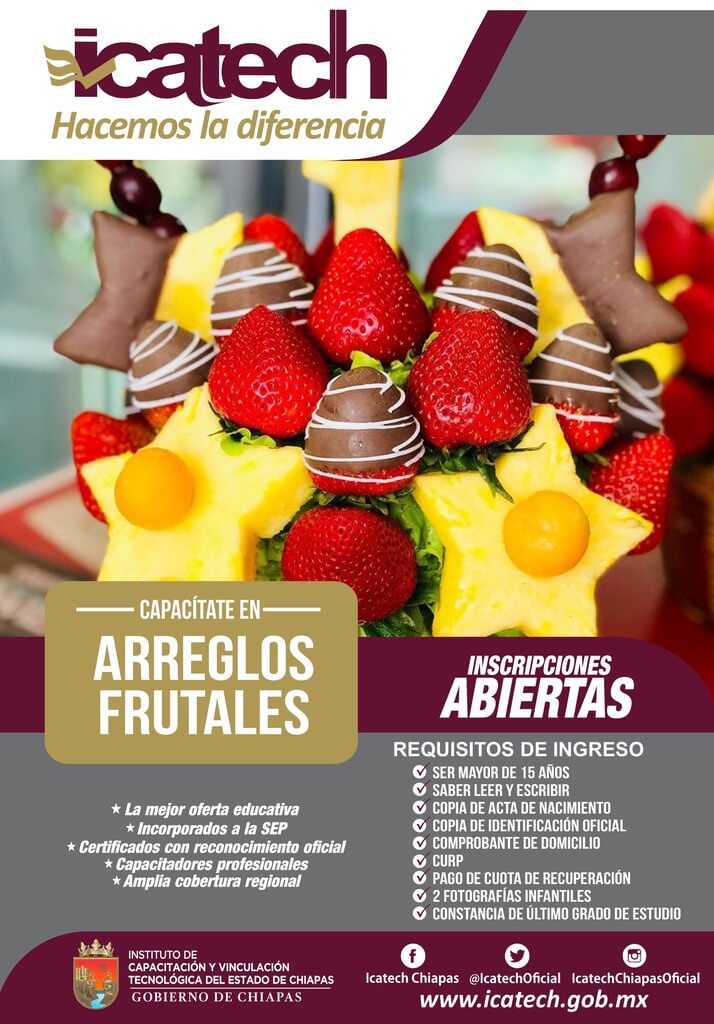 icatech
Hacemos la diferencia
CAPACÍTATE EN
ARREGLOS
FRUTALES
INSCRIPCIONES
ABIERTAS
REQUISITOS DE INGRESO
SER MAYOR DE 15 AÑOS
SABER LEER Y ESCRIBIR
COPIA DE ACTA DE NACIMIENTO
COPIA DE IDENTIFICACIÓN OFICIAL
COMPROBANTE DE DOMICILIO
CURP
PAGO DE CUOTA DE RECUPERACIÓN
2 FOTOGRAFÍAS INFANTILES
CONSTANCIA DE ÚLTIMO GRADO DE ESTUDIO
★ La mejor oferta educativa
★ Incorporados a la SEP
★ Certificados con reconocimiento oficial
★ Capacitadores profesionales
★ Amplia cobertura regional
INSTITUTO DE
CAPACITACIÓN Y VINCULACIÓN
TECNOLÓGICA DEL ESTADO DE CHIAPAS
GOBIERNO DE CHIAPAS
Icatech Chiapas @IcatechOficial IcatechChiapasOficial
www.icatech.gob.mx